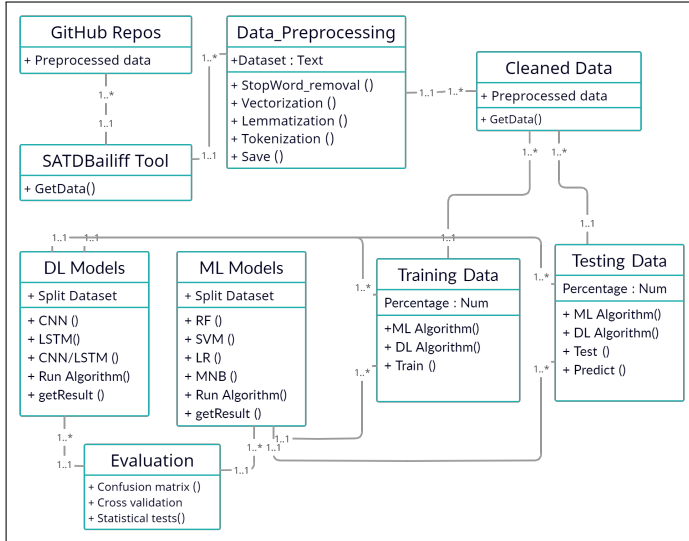 GitHub Repos
+ Preprocessed data
1..*
1..1
SATDBailiff Tool
+ GetData()
1..1
1..*
Data_Preprocessing
+Dataset : Text
+ StopWord_removal ()
+ Vectorization ()
+ Lemmatization ()
+ Tokenization ()
+ Save ()
1..1
1..*
Cleaned Data
+ Preprocessed data
+ GetData()
1..*
1..*
1..1
1..1
1..1
1..1
DL Models
+ Split Dataset
+ CNN ()
+ LSTM()
+ CNN/LSTM ()
+ Run Algorithm()
+ getResult ()
ML Models
+ Split Dataset
+ RF ()
+ SVM ()
+ LR ()
+ MNB ()
+ Run Algorithm()
+ getResult ()
1..*
1..*
Training Data
Percentage : Num
+ML Algorithm()
+ DL Algorithm()
+ Train ()
1..*
1..*
Testing Data
Percentage : Num
+ ML Algorithm()
+ DL Algorithm()
+ Test ()
+ Predict ()
1..*
1..1
1..*
1..1
1..1
1..1
Evaluation
+ Confusion matrix ()
+ Cross validation
+ Statistical tests()